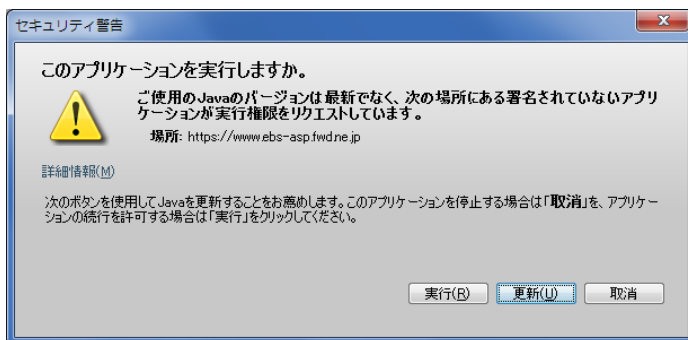 セキュリティ警告
このアプリケーションを実行しますか。
ご使用のJavaのバージョンは最新でなく、次の場所にある署名されていないアプリ
ケーションが実行権限をリクエストしています。
場所: https://www.ebs-asp.fwd.ne.jp
詳細情報(M)
次のボタンを使用してJavaを更新することをお薦めします。このアプリケーションを停止する場合は「取消」を、アプリケー
ションの続行を許可する場合は「実行」をクリックしてください。
実行(R) 更新(U) 取消